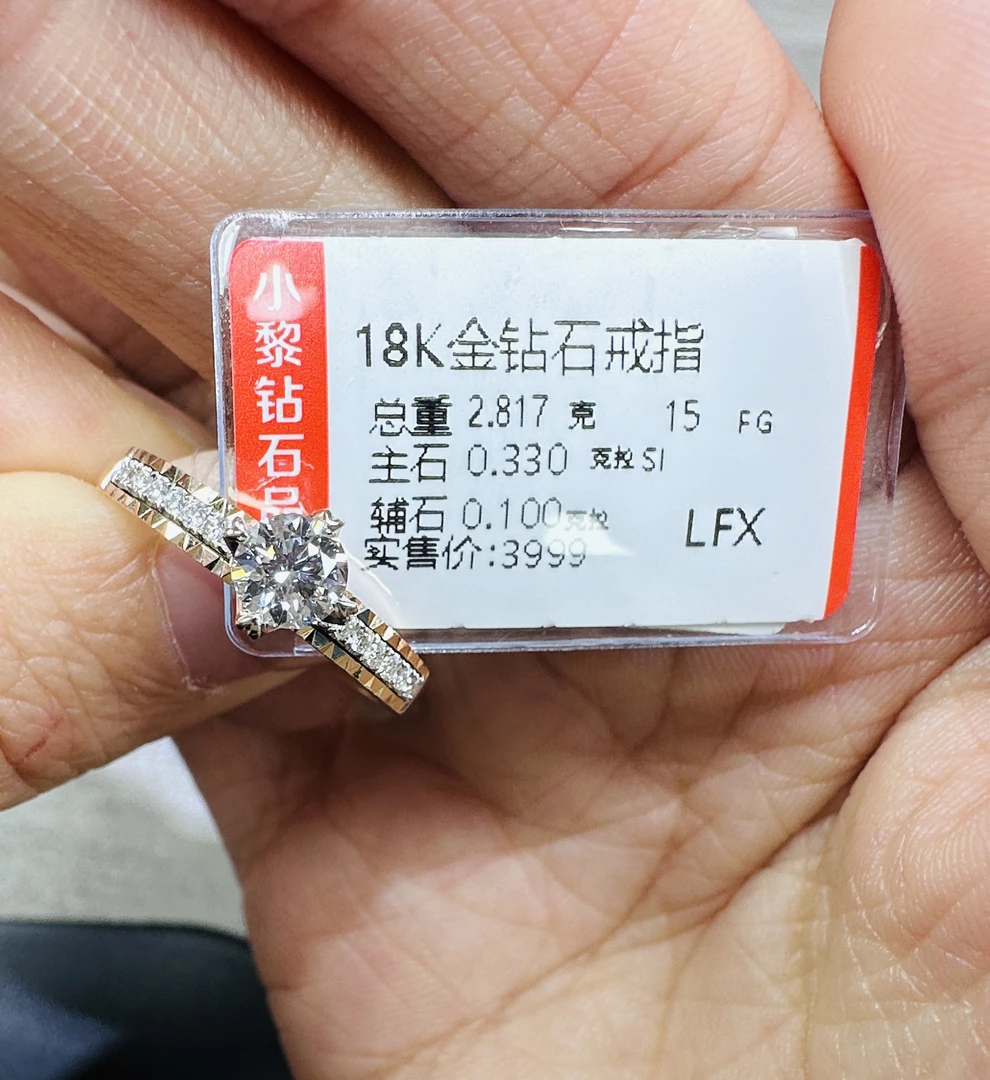 小黎钻石
18K金钻石戒指
总重 2.817 克 15 FG
主石 0.330 克拉 SI
辅石 0.100克拉
LFX
实售价:3999